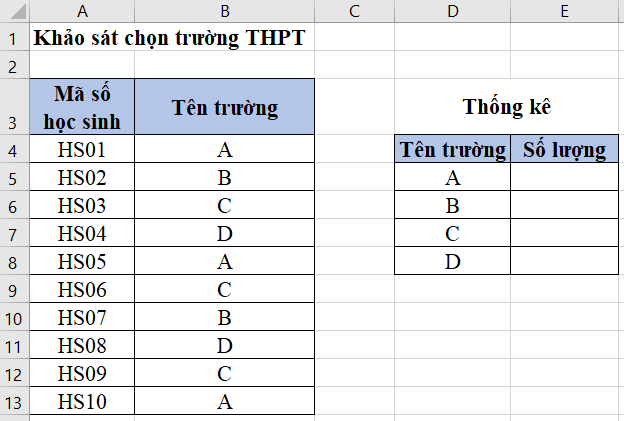 A B C D E
1 Khảo sát chọn trường THPT
2
3 Mã số học sinh Tên trường Thống kê
4 HS01 A Tên trường Số lượng
5 HS02 B A
6 HS03 C B
7 HS04 D C
8 HS05 A D
9 HS06 C
10 HS07 B
11 HS08 D
12 HS09 C
13 HS10 A